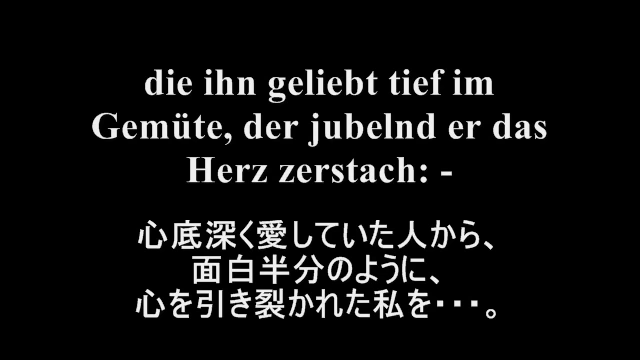 die ihn geliebt tief im
Gemüte, der jubelnd er das
Herz zerstach: -
心底深く愛していた人から、
面白半分のように、
心を引き裂かれた私を・・・。